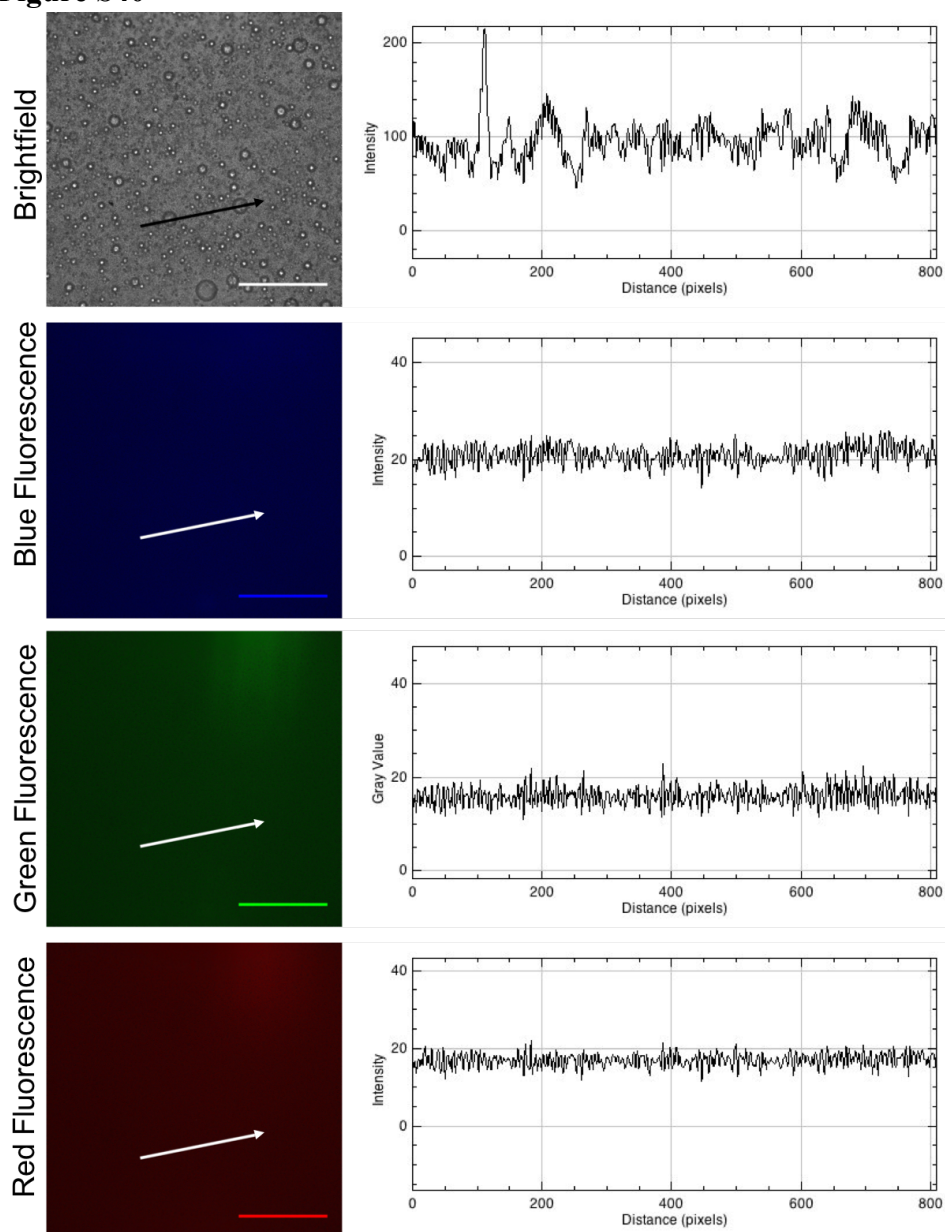 Brightfield
200
100
0
Intensity
0 200 400 600 800
Distance (pixels)
Blue Fluorescence
40
20
0
Intensity
0 200 400 600 800
Distance (pixels)
Green Fluorescence
40
20
0
Gray Value
0 200 400 600 800
Distance (pixels)
Red Fluorescence
40
20
0
Intensity
0 200 400 600 800
Distance (pixels)